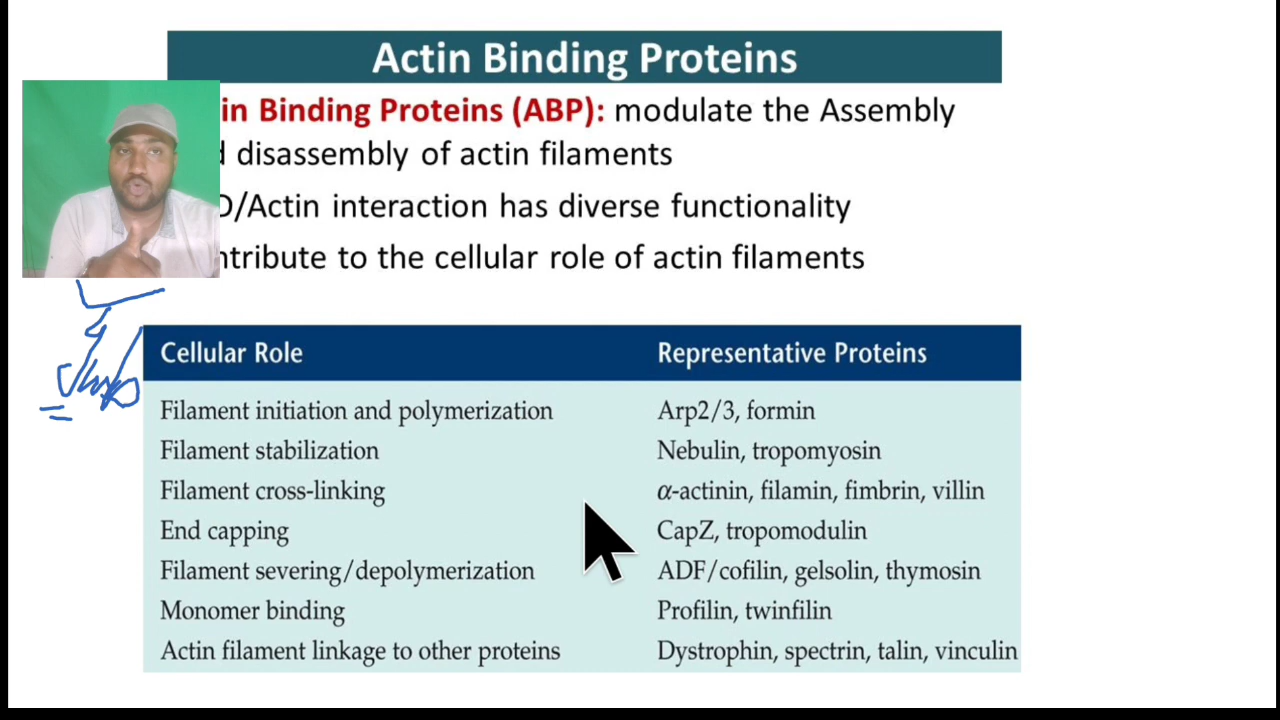 Actin Binding Proteins
in Binding Proteins (ABP): modulate the Assembly
disassembly of actin filaments
/Actin interaction has diverse functionality
ntribute to the cellular role of actin filaments
Cellular Role Representative Proteins
Filament initiation and polymerization Arp2/3, formin
Filament stabilization Nebulin, tropomyosin
Filament cross-linking α-actinin, filamin, fimbrin, villin
End capping CapZ, tropomodulin
Filament severing/depolymerization ADF/cofilin, gelsolin, thymosin
Monomer binding Profilin, twinfilin
Actin filament linkage to other proteins Dystrophin, spectrin, talin, vinculin